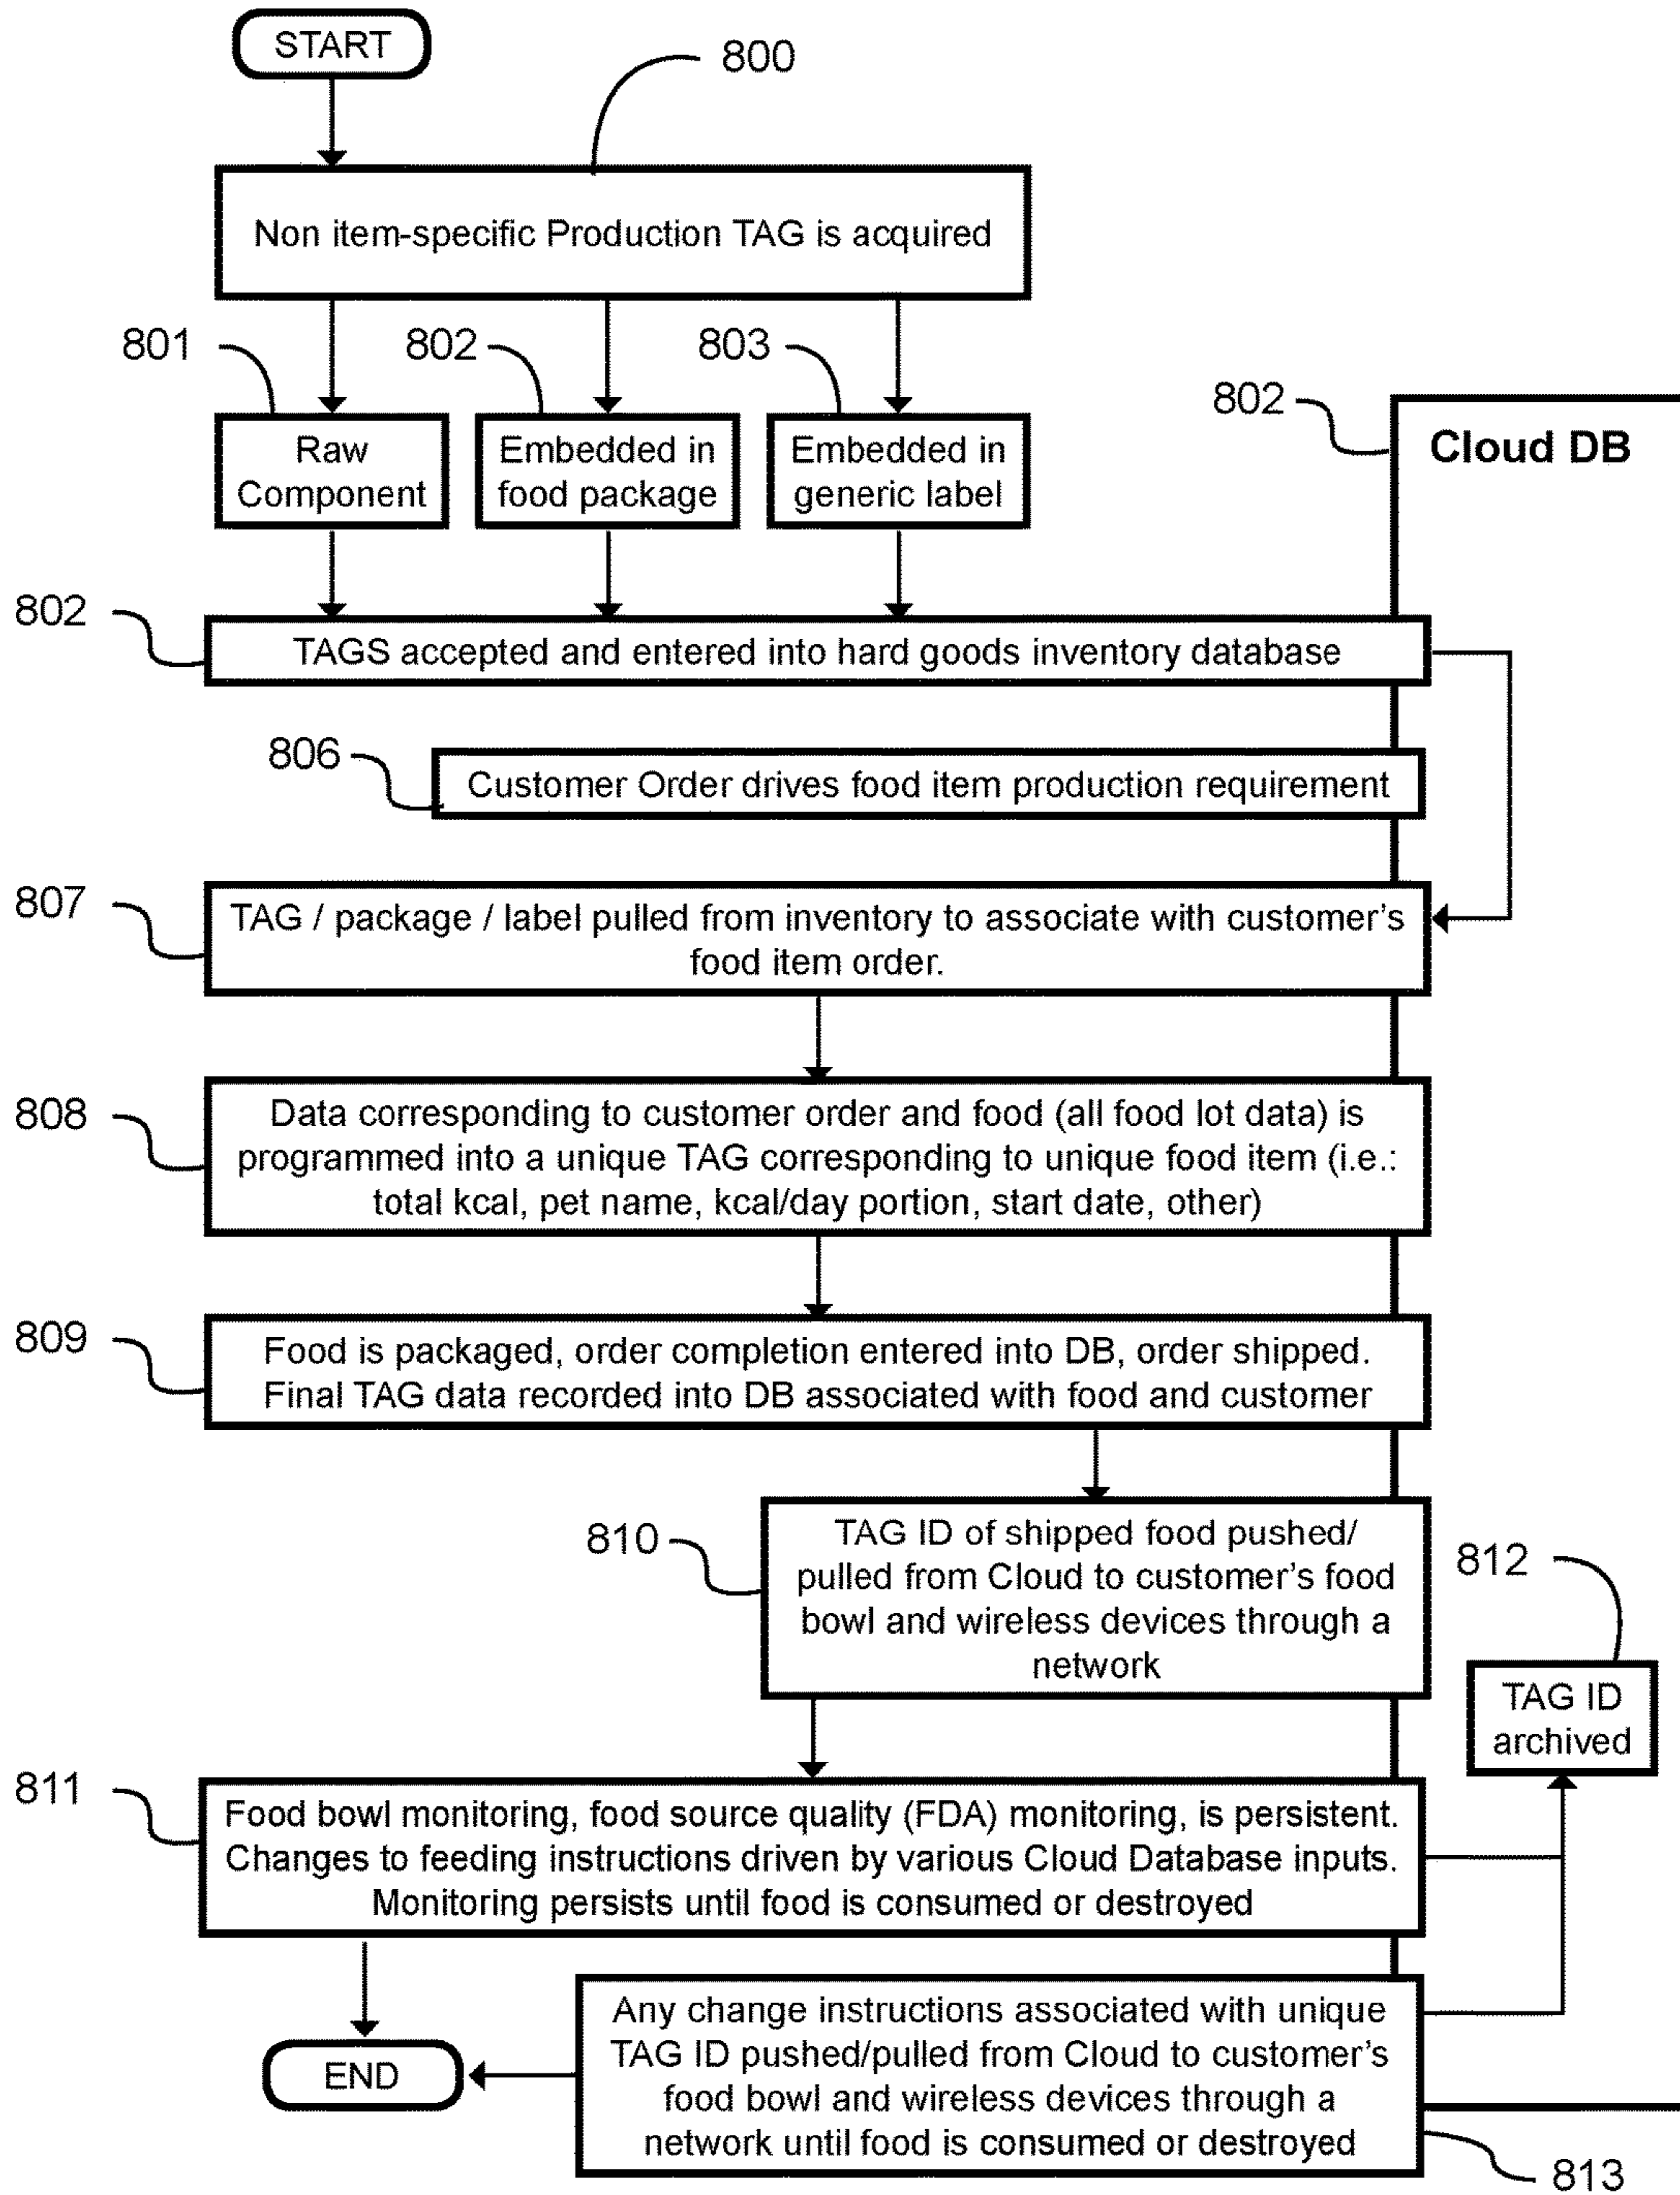 START
800
Non item-specific Production TAG is acquired
801
802
803
Raw
Component
Embedded in
food package
Embedded in
generic label
802
Cloud DB
802
TAGS accepted and entered into hard goods inventory database
806
Customer Order drives food item production requirement
807
TAG / package / label pulled from inventory to associate with customer's
food item order.
808
Data corresponding to customer order and food (all food lot data) is
programmed into a unique TAG corresponding to unique food item (i.e.:
total kcal, pet name, kcal/day portion, start date, other)
809
Food is packaged, order completion entered into DB, order shipped.
Final TAG data recorded into DB associated with food and customer
810
TAG ID of shipped food pushed/
pulled from Cloud to customer's food
bowl and wireless devices through a
network
812
TAG ID
archived
811
Food bowl monitoring, food source quality (FDA) monitoring, is persistent.
Changes to feeding instructions driven by various Cloud Database inputs.
Monitoring persists until food is consumed or destroyed
END
Any change instructions associated with unique
TAG ID pushed/pulled from Cloud to customer's
food bowl and wireless devices through a
network until food is consumed or destroyed
813